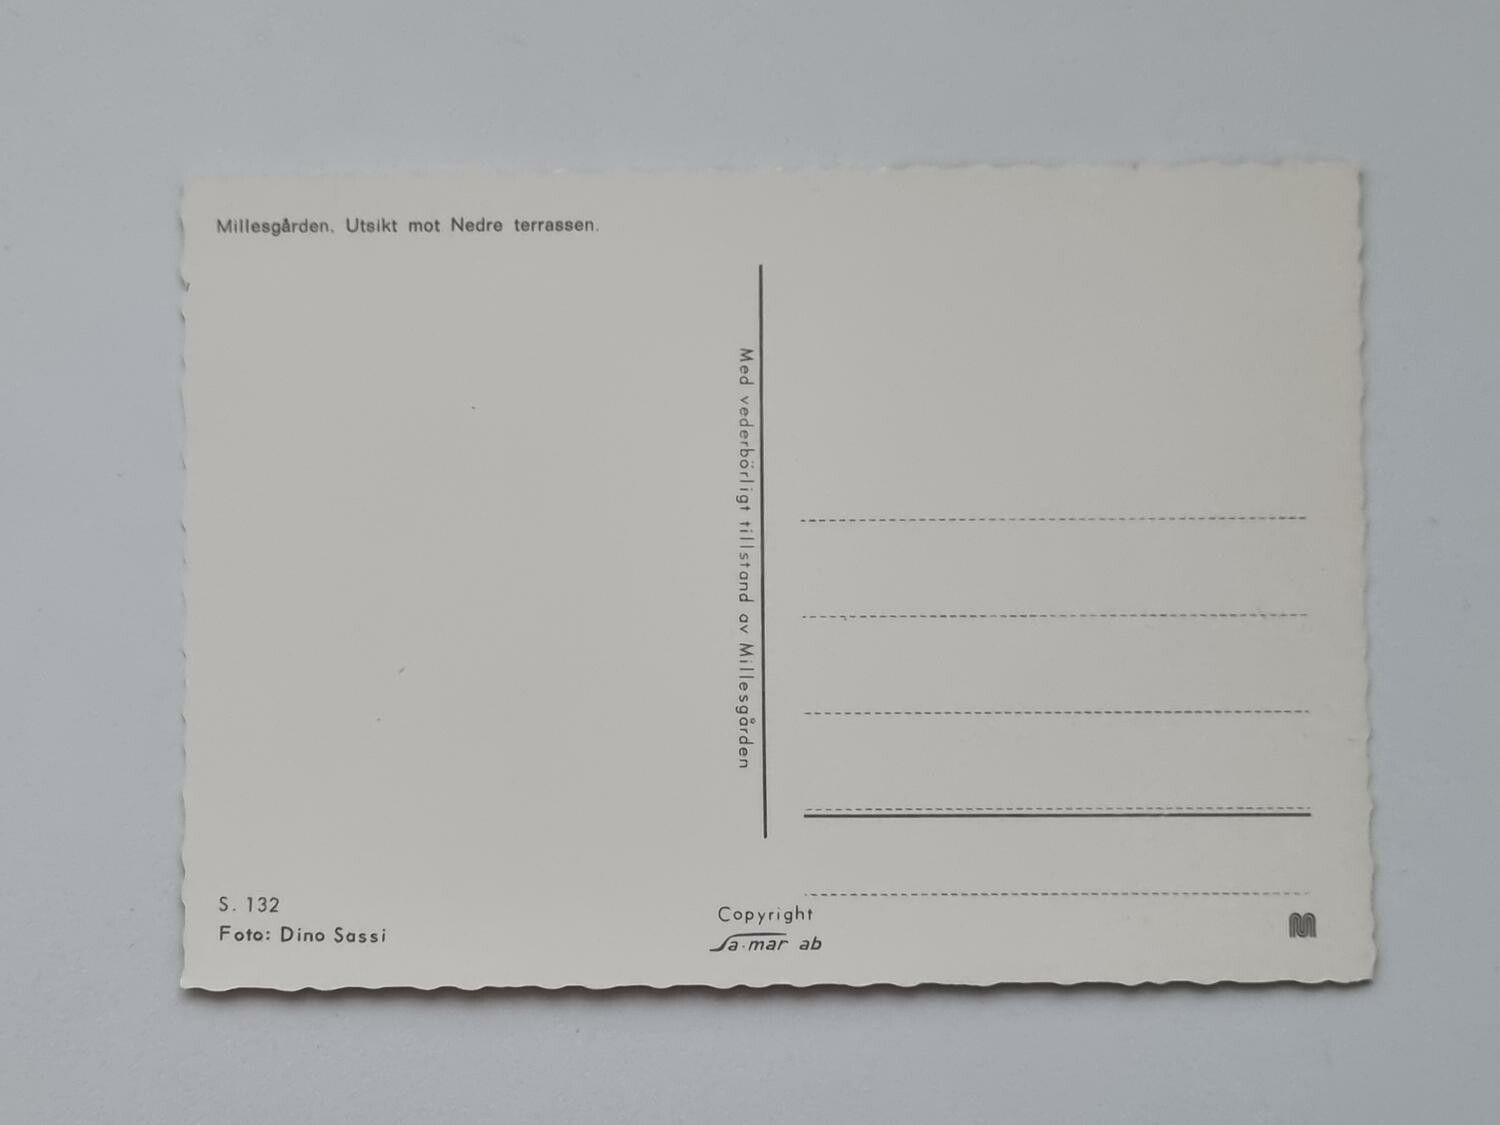 Millesgården. Utsikt mot Nedre terrassen.
Med vederbörligt tillstand av Millesgården
S. 132
Foto: Dino Sassi
Copyright
Sa-mar ab
M